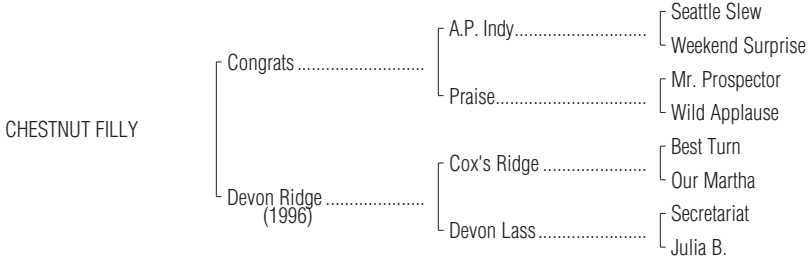 Seattle Slew
A.P. Indy..............................
Weekend Surprise
Congrats .............................
Mr. Prospector
Praise..................................
Wild Applause
CHESTNUT FILLY
Best Turn
Cox's Ridge ........................
Our Martha
Devon Ridge ......................
(1996)
Secretariat
Devon Lass.........................
Julia B.